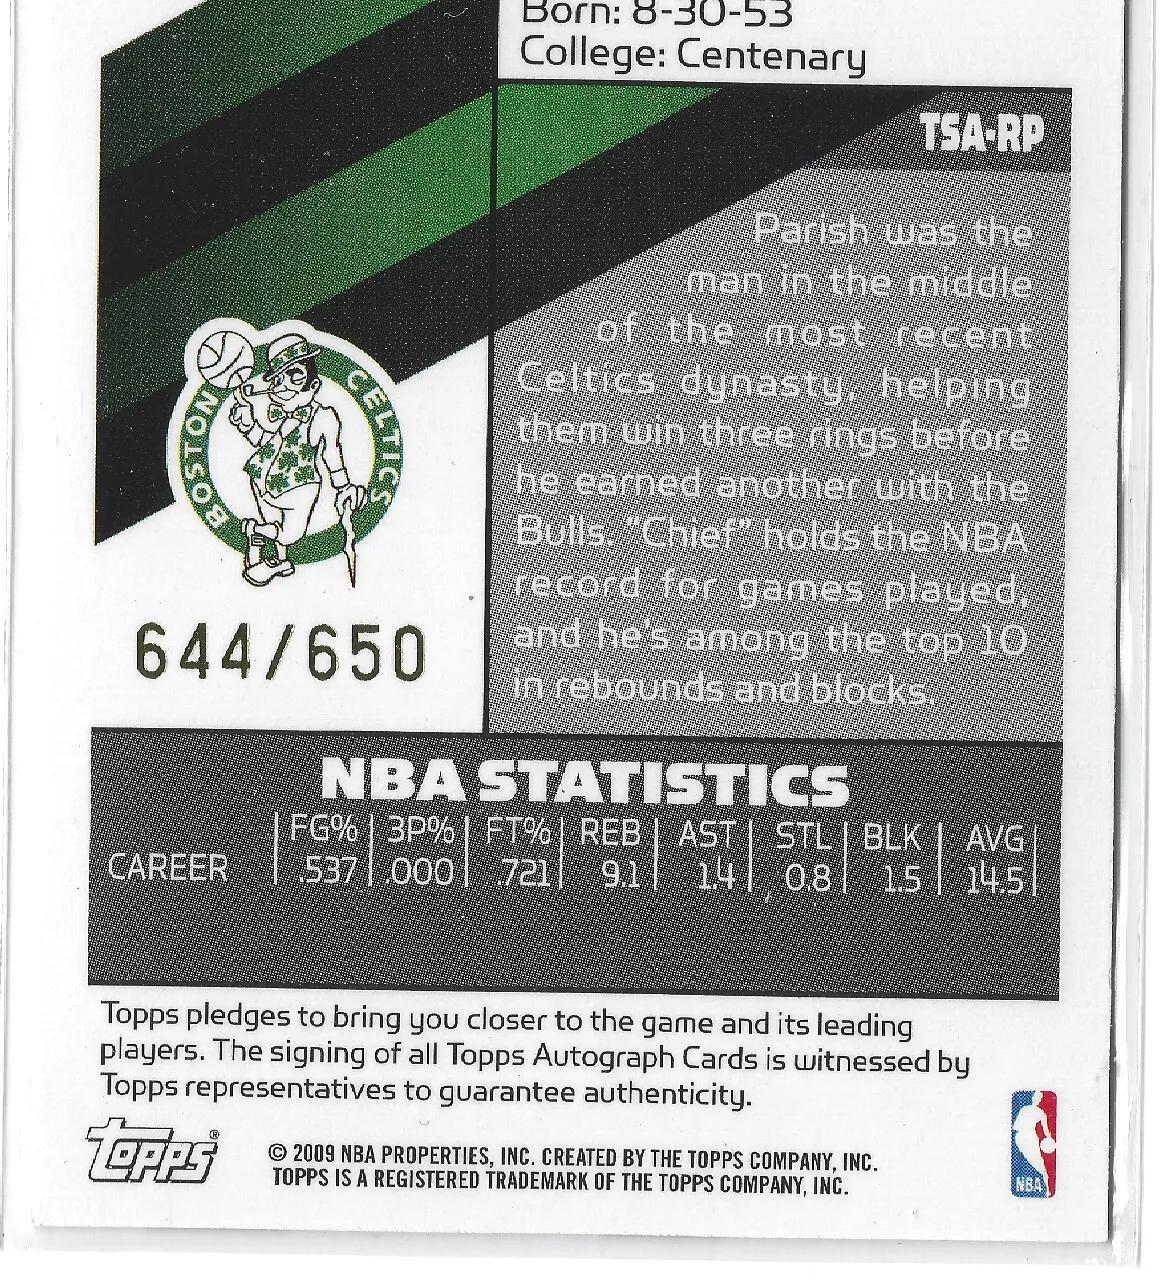 Born: 8-30-53
College: Centenary
TSA-RP
Parish was the
man in the middle
of the most recent
Celtics dynasty, helping
them win three rings before
he earned another with the
Bulls. "Chief" holds the NBA
record for games played,
and he's among the top 10
in rebounds and blocks.
BOSTON CELTICS
644/650
NBA STATISTICS
FG% 3P% FT% REB AST STL BLK AVG
CAREER .537 .000 .721 9.1 1.4 0.8 1.5 14.5
Topps pledges to bring you closer to the game and its leading
players. The signing of all Topps Autograph Cards is witnessed by
Topps representatives to guarantee authenticity.
Topps®
© 2009 NBA PROPERTIES, INC. CREATED BY THE TOPPS COMPANY, INC.
TOPPS IS A REGISTERED TRADEMARK OF THE TOPPS COMPANY, INC.
NBA